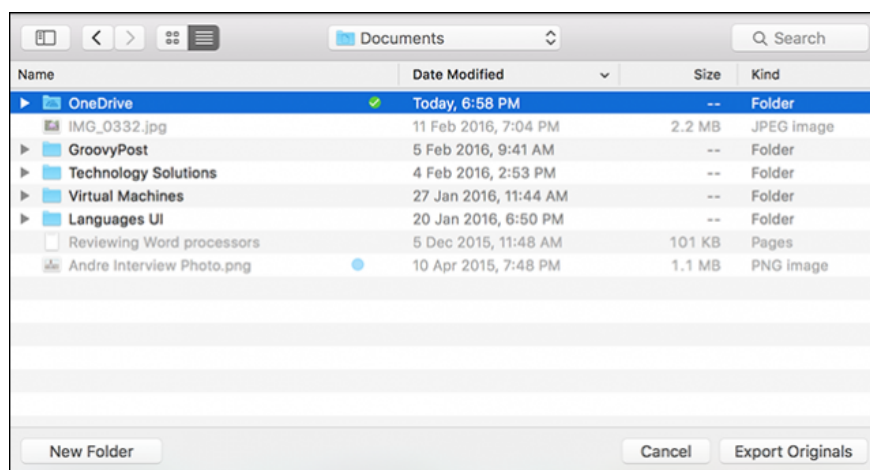 Documents Search
Name Date Modified Size Kind
OneDrive Today, 6:58 PM -- Folder
IMG_0332.jpg 11 Feb 2016, 7:04 PM 2.2 MB JPEG image
GroovyPost 5 Feb 2016, 9:41 AM -- Folder
Technology Solutions 4 Feb 2016, 2:53 PM -- Folder
Virtual Machines 27 Jan 2016, 11:44 AM -- Folder
Languages UI 20 Jan 2016, 6:50 PM -- Folder
Reviewing Word processors 5 Dec 2015, 11:48 AM 101 KB Pages
Andre Interview Photo.png 10 Apr 2015, 7:48 PM 1.1 MB PNG image
New Folder Cancel Export Originals